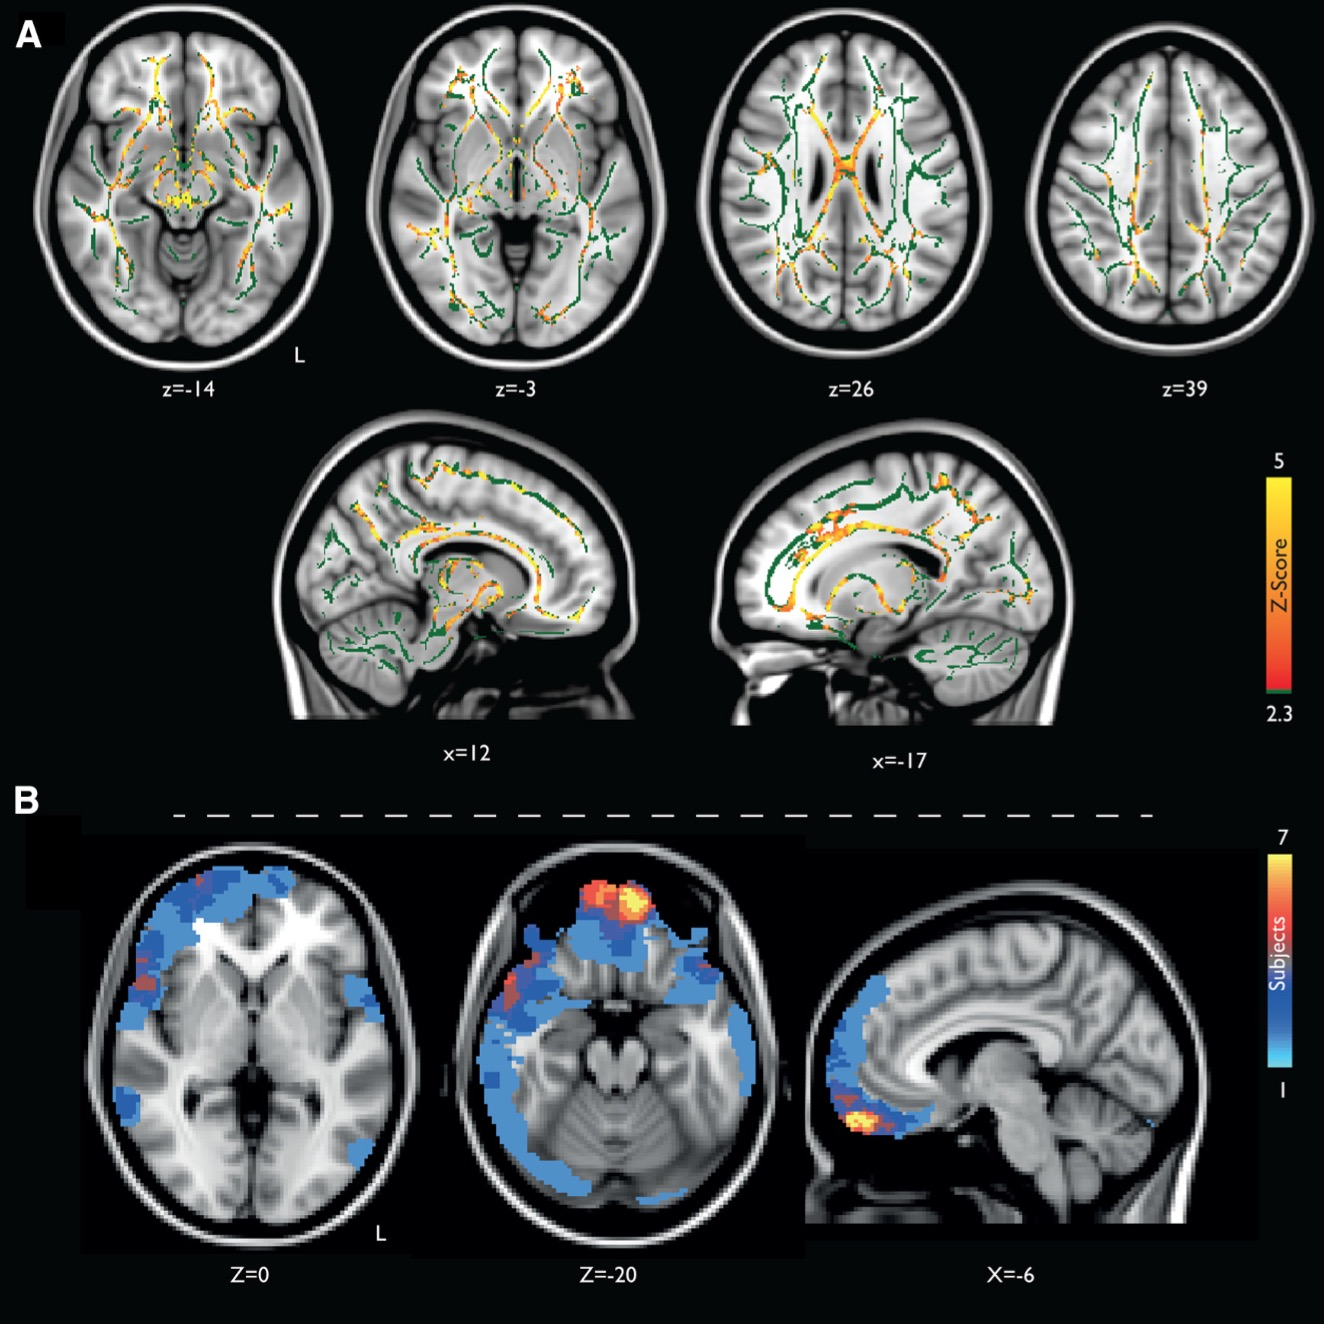 A
L
z=-14
z=-3
z=26
z=39
5
Z-Score
2.3
x=12
x=-17
B
7
Subjects
1
L
Z=0
Z=-20
X=-6